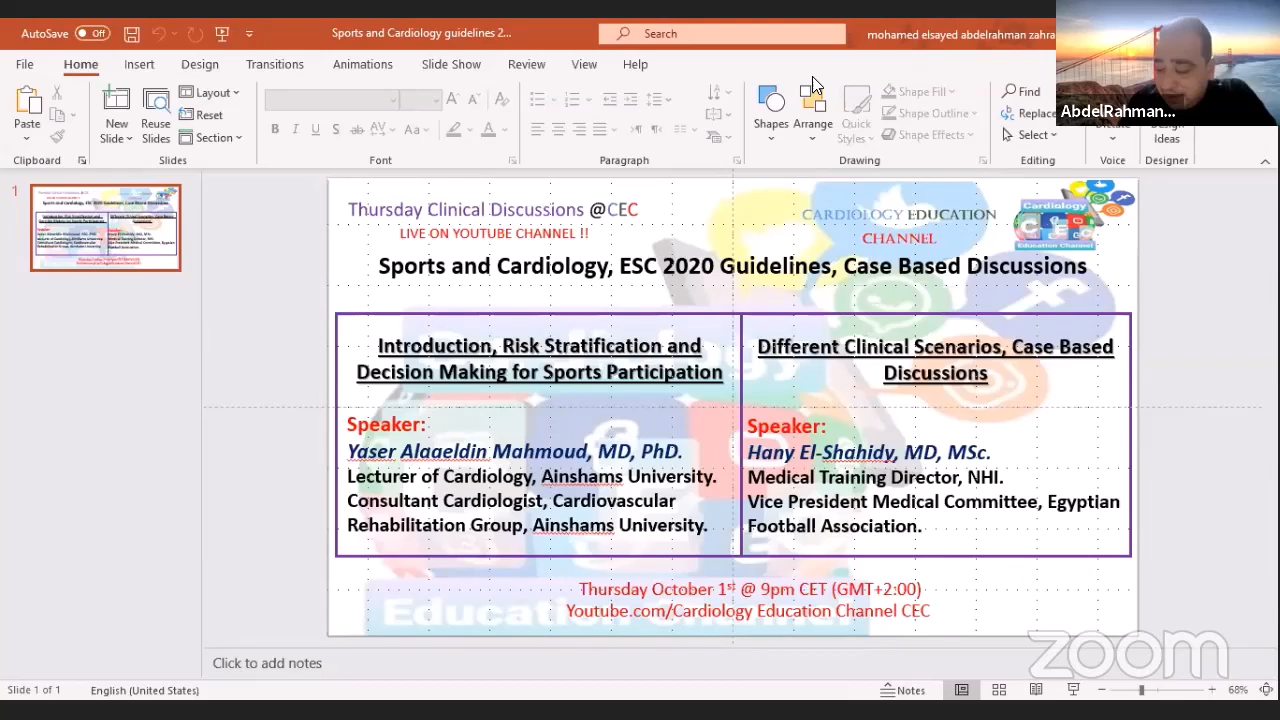 AutoSave
Off
Sports and Cardiology guidelines 2...
Search
mohamed elsayed abdelrahman zahra
AbdelRahman_...
File
Home
Insert
Design
Transitions
Animations
Slide Show
Review
View
Help
Paste
New
Slide
Reuse
Slides
Layout
Reset
Section
Shapes
Arrange
Quick
Styles
Shape Fill
Shape Outline
Shape Effects
Find
Replace
Select
Ideas
Clipboard
Slides
Font
Paragraph
Drawing
Editing
Voice
Designer
1
Thursday Clinical Discussions @CEC
LIVE ON YOUTUBE CHANNEL !!
CARDIOLOGY EDUCATION
CHANNEL
Cardiology
CEC
Education Channel
Sports and Cardiology, ESC 2020 Guidelines, Case Based Discussions
Introduction, Risk Stratification and
Decision Making for Sports Participation
Speaker:
Yaser Alaaeldin Mahmoud, MD, PhD.
Lecturer of Cardiology, Ainshams University.
Consultant Cardiologist, Cardiovascular
Rehabilitation Group, Ainshams University.
Different Clinical Scenarios, Case Based
Discussions
Speaker:
Hany El-Shahidy, MD, MSc.
Medical Training Director, NHI.
Vice President Medical Committee, Egyptian
Football Association.
Thursday October 1st @ 9pm CET (GMT+2:00)
Youtube.com/Cardiology Education Channel CEC
zoom
Click to add notes
Slide 1 of 1
English (United States)
Notes
68%